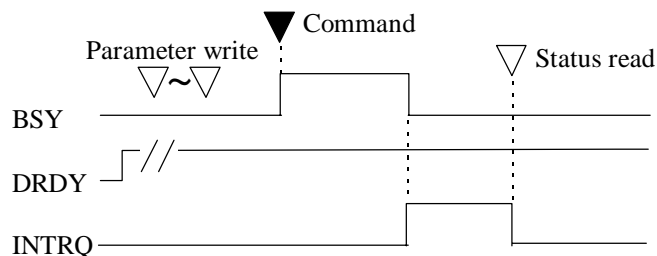 Command
Parameter write
~
Status read
BSY
DRDY
INTRQ